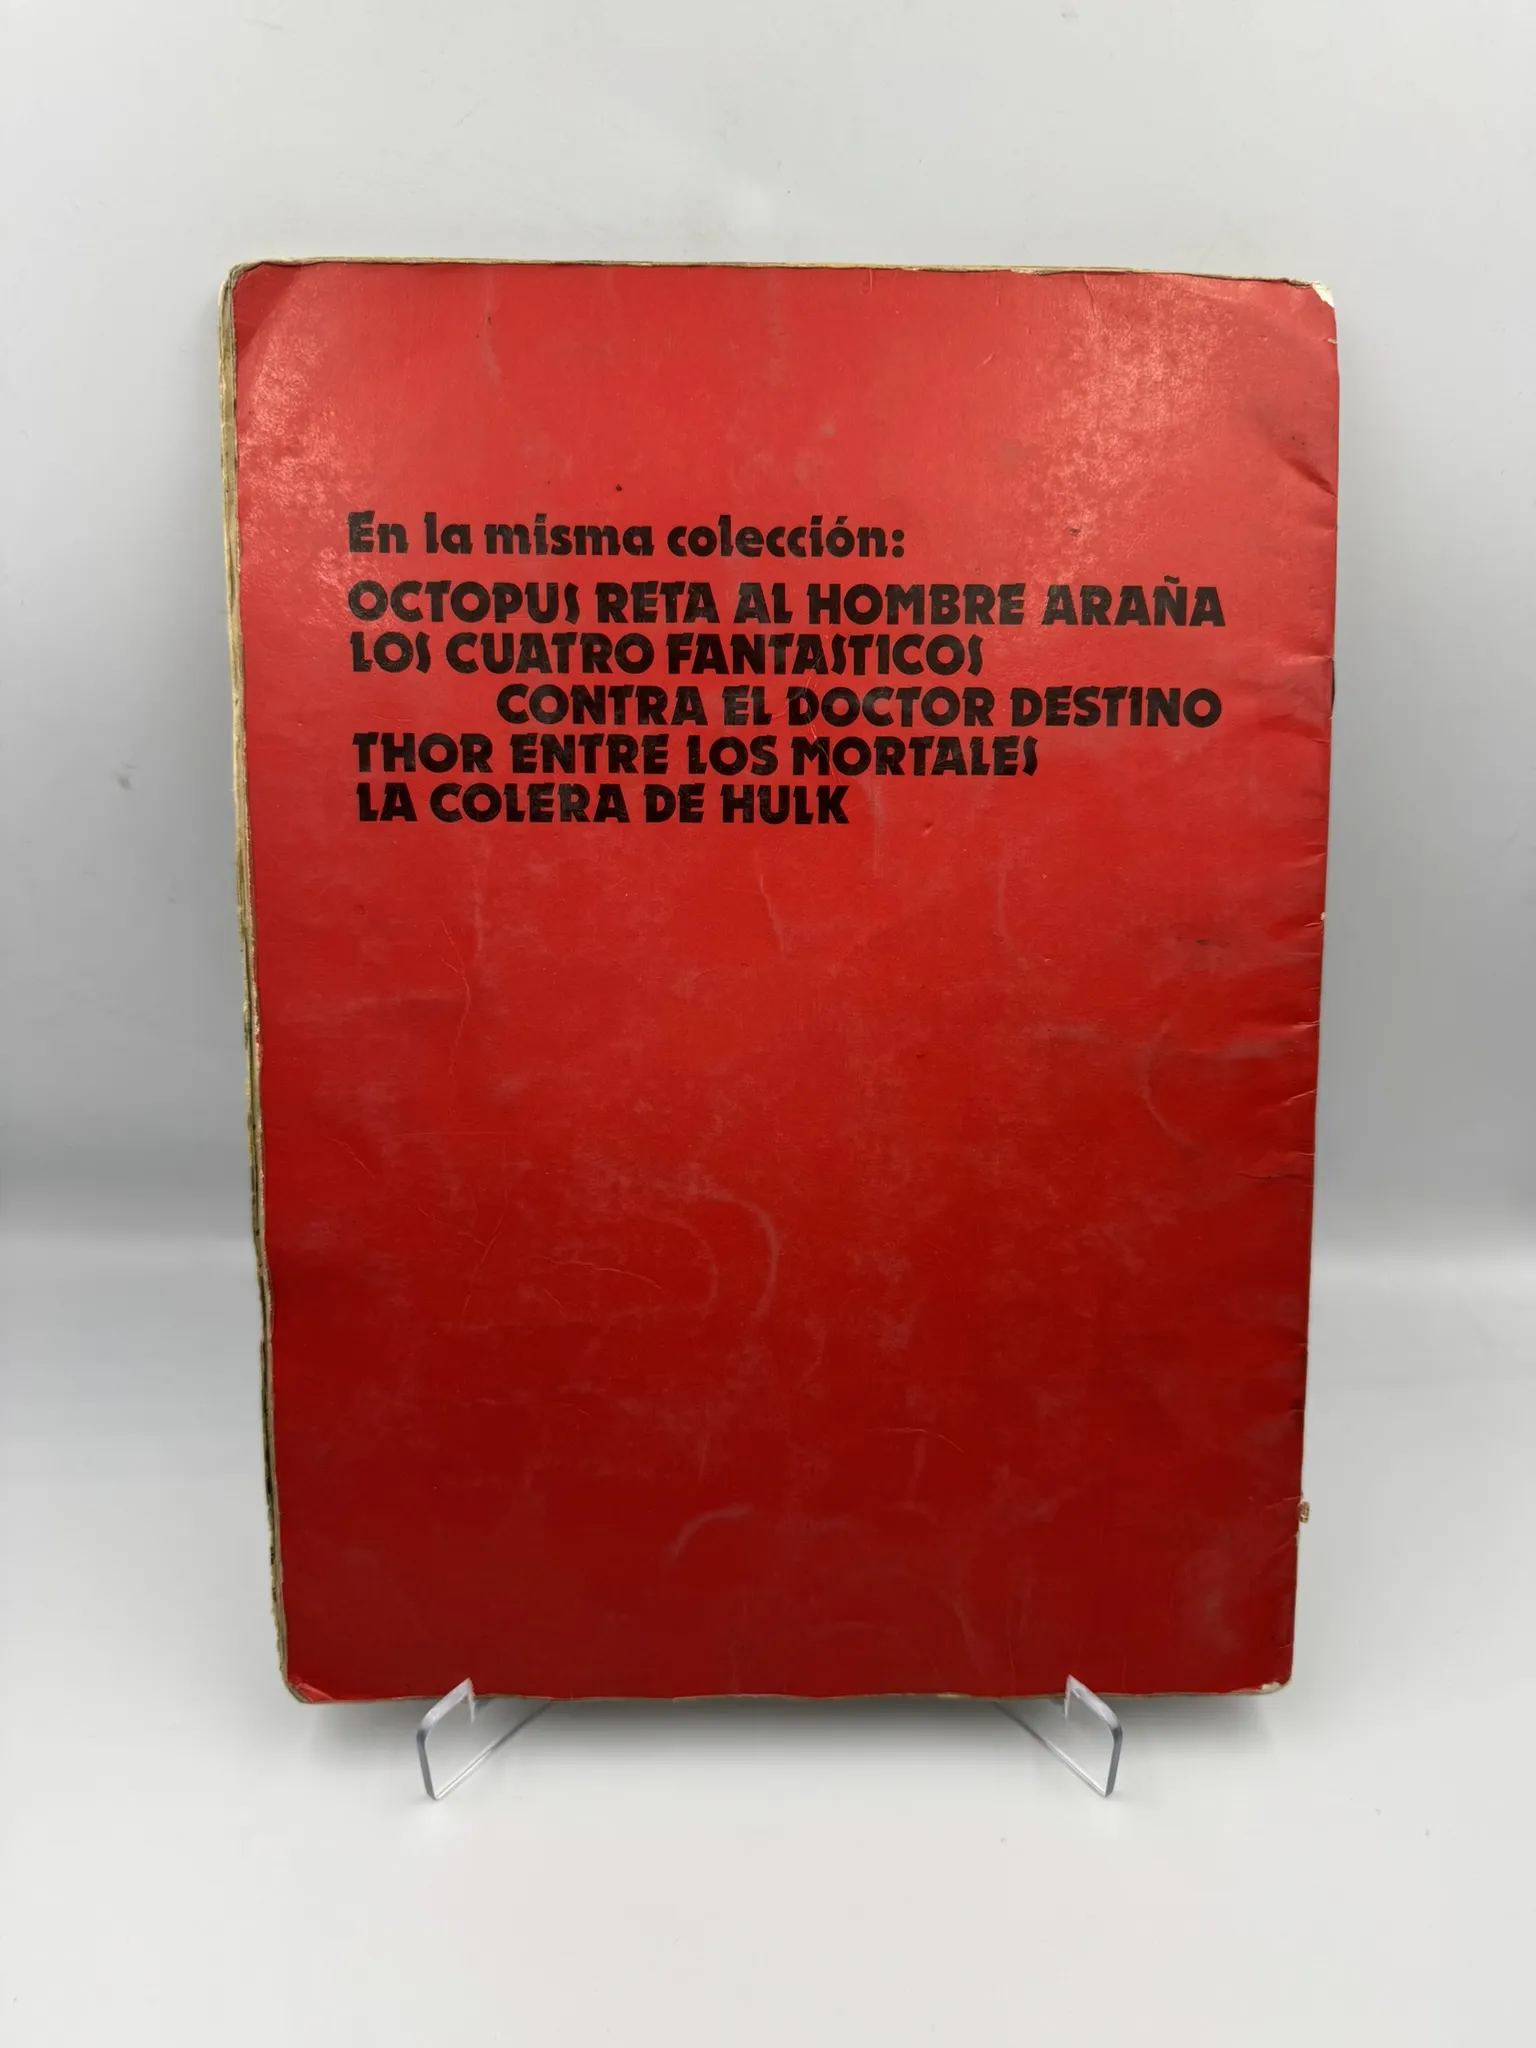 En la misma colección:
OCTOPUS RETA AL HOMBRE ARAÑA
LOS CUATRO FANTASTICOS
CONTRA EL DOCTOR DESTINO
THOR ENTRE LOS MORTALES
LA COLERA DE HULK